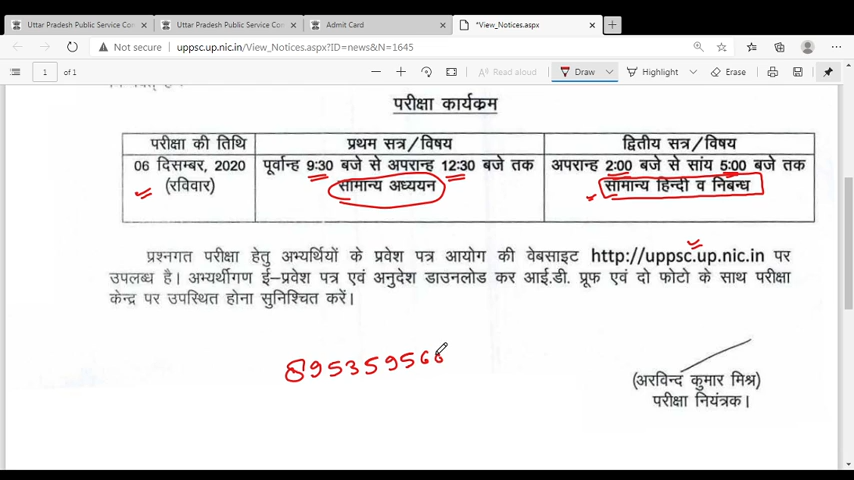 Uttar Pradesh Public Service Con
Uttar Pradesh Public Service Con
Admit Card
*View_Notices.aspx
Not secure
uppsc.up.nic.in/View_Notices.aspx?ID=news&N=1645
1 of 1
Read aloud
Draw
Highlight
Erase
परीक्षा कार्यक्रम
परीक्षा की तिथि
प्रथम सत्र/विषय
द्वितीय सत्र/विषय
06 दिसम्बर, 2020
(रविवार)
पूर्वान्ह 9:30 बजे से अपरान्ह 12:30 बजे तक
सामान्य अध्ययन
अपरान्ह 2:00 बजे से सांय 5:00 बजे तक
सामान्य हिन्दी व निबन्ध
प्रश्नगत परीक्षा हेतु अभ्यर्थियों के प्रवेश पत्र आयोग की वेबसाइट http://uppsc.up.nic.in पर
उपलब्ध है। अभ्यर्थीगण ई–प्रवेश पत्र एवं अनुदेश डाउनलोड कर आई.डी. प्रूफ एवं दो फोटो के साथ परीक्षा
केन्द्र पर उपस्थित होना सुनिश्चित करें।
(अरविन्द कुमार मिश्र)
परीक्षा नियंत्रक।